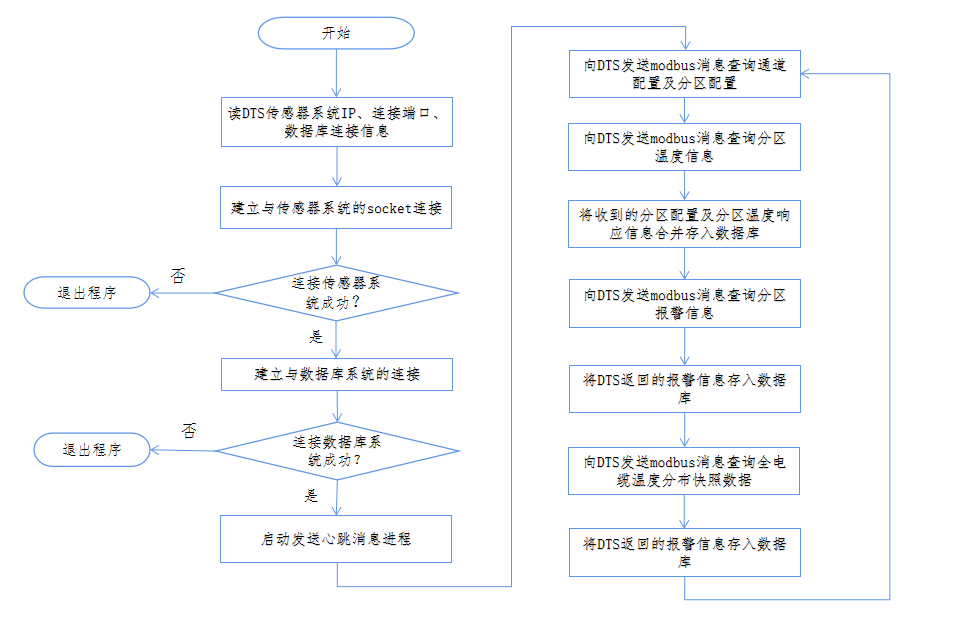 开始
读DTS传感器系统IP、连接端口、
数据库连接信息
建立与传感器系统的socket连接
连接传感器系
统成功？
否
退出程序
是
建立与数据库系统的连接
连接数据库系
统成功？
否
退出程序
是
启动发送心跳消息进程
向DTS发送modbus消息查询通道
配置及分区配置
向DTS发送modbus消息查询分区
温度信息
将收到的分区配置及分区温度响
应信息合并存入数据库
向DTS发送modbus消息查询分区
报警信息
将DTS返回的报警信息存入数据
库
向DTS发送modbus消息查询全电
缆温度分布快照数据
将DTS返回的报警信息存入数据
库